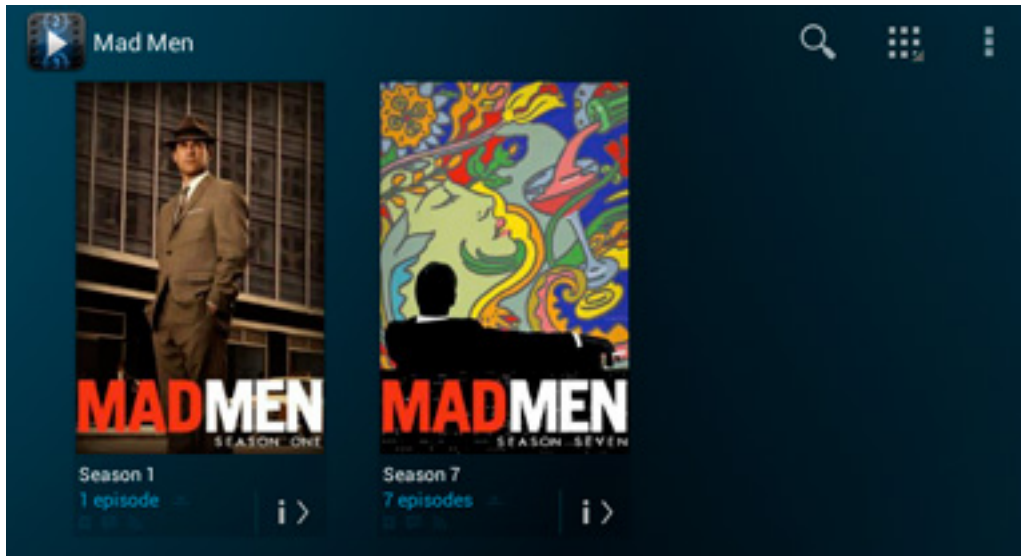 Mad Men
MADMEN
SEASON ONE
MADMEN
SEASON SEVEN
Season 1
1 episode
i >
Season 7
7 episodes
i >